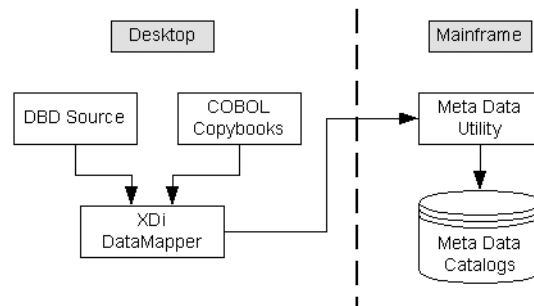 Desktop
Mainframe
DBD Source
COBOL
Copybooks
Meta Data
Utility
XDi
DataMapper
Meta Data
Catalogs